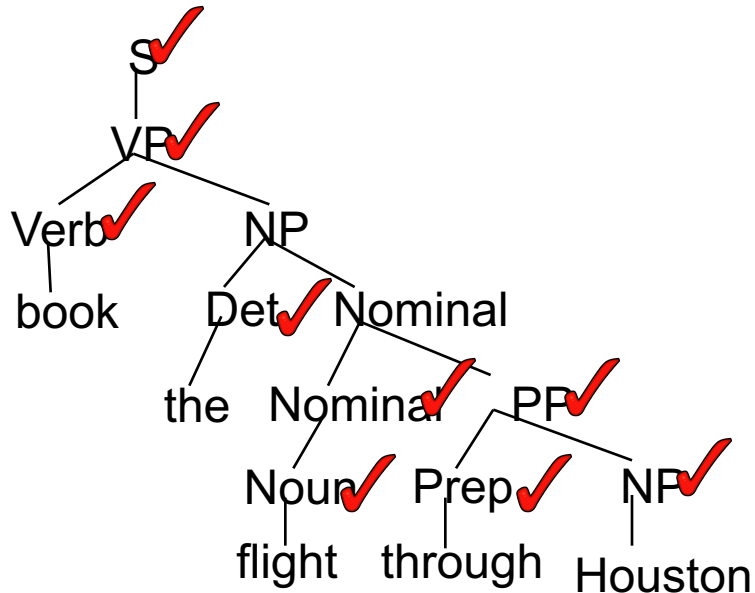 S
VP
Verb NP
book Det Nominal
the Nominal PP
Noun Prep NP
flight through Houston